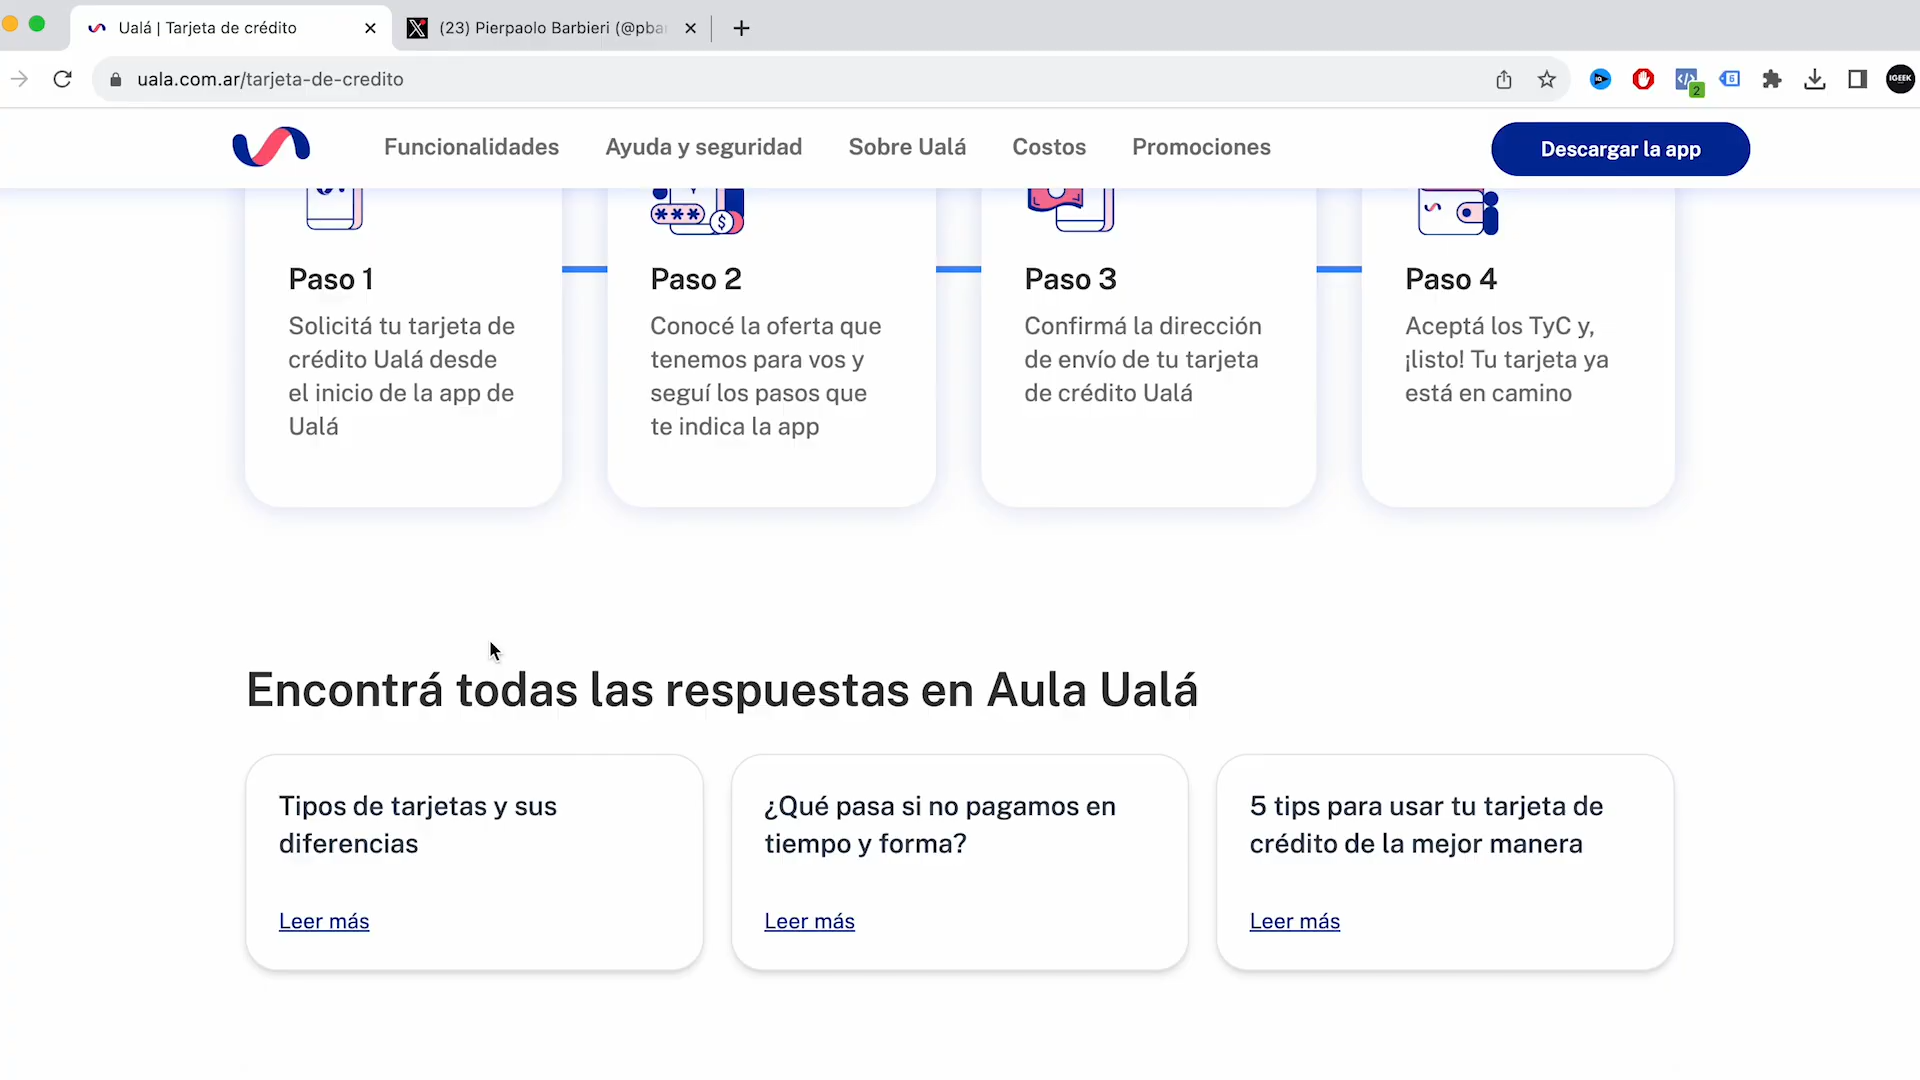 Ualá | Tarjeta de crédito
(23) Pierpaolo Barbieri (@pba
uala.com.ar/tarjeta-de-credito
2
6
IGEEK
Funcionalidades
Ayuda y seguridad
Sobre Ualá
Costos
Promociones
Descargar la app
***
$
Paso 1
Solicitá tu tarjeta de
crédito Ualá desde
el inicio de la app de
Ualá
Paso 2
Conocé la oferta que
tenemos para vos y
seguí los pasos que
te indica la app
Paso 3
Confirmá la dirección
de envío de tu tarjeta
de crédito Ualá
Paso 4
Aceptá los TyC y,
¡listo! Tu tarjeta ya
está en camino
Encontrá todas las respuestas en Aula Ualá
Tipos de tarjetas y sus
diferencias
Leer más
¿Qué pasa si no pagamos en
tiempo y forma?
Leer más
5 tips para usar tu tarjeta de
crédito de la mejor manera
Leer más